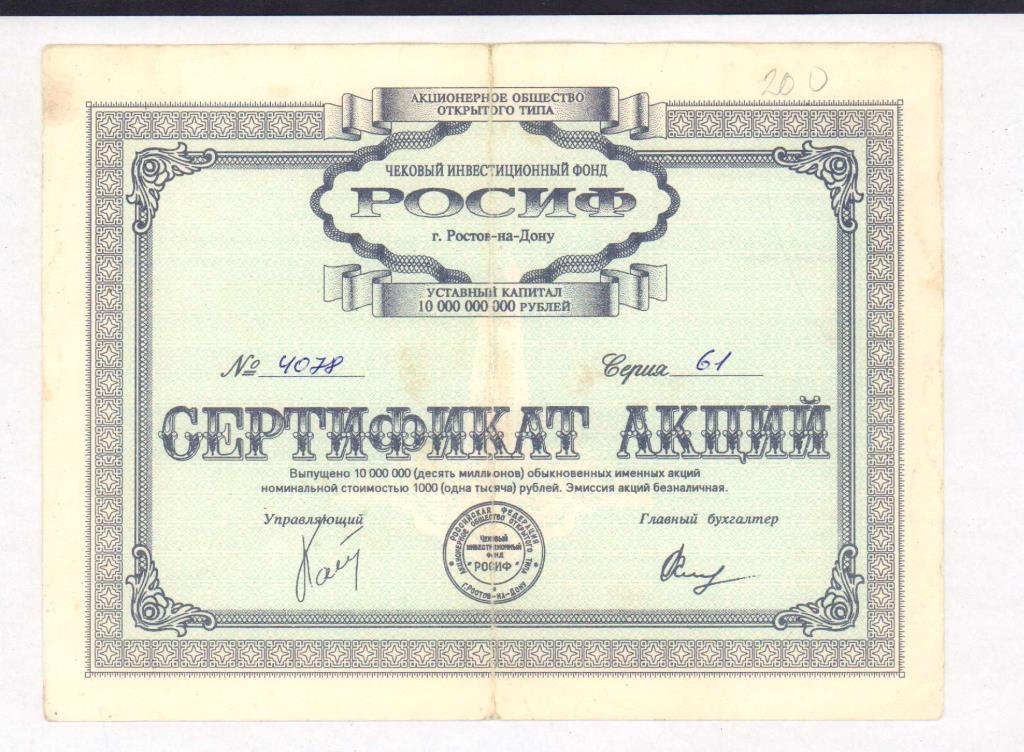 200
АКЦИОНЕРНОЕ ОБЩЕСТВО
ОТКРЫТОГО ТИПА
ЧЕКОВЫЙ ИНВЕСТИЦИОННЫЙ ФОНД
РОСИФ
г. Ростов-на-Дону
УСТАВНЫЙ КАПИТАЛ
10 000 000 000 РУБЛЕЙ
№ 4078 Серия 61
СЕРТИФИКАТ АКЦИЙ
Выпущено 10 000 000 (десять миллионов) обыкновенных именных акций
номинальной стоимостью 1000 (одна тысяча) рублей. Эмиссия акций безналичная.
Управляющий Главный бухгалтер
РОССИЙСКАЯ ФЕДЕРАЦИЯ
АКЦИОНЕРНОЕ ОБЩЕСТВО ОТКРЫТОГО ТИПА
ЧЕКОВЫЙ
ИНВЕСТИЦИОННЫЙ
ФОНД
"РОСИФ"
Г.РОСТОВ-НА-ДОНУ